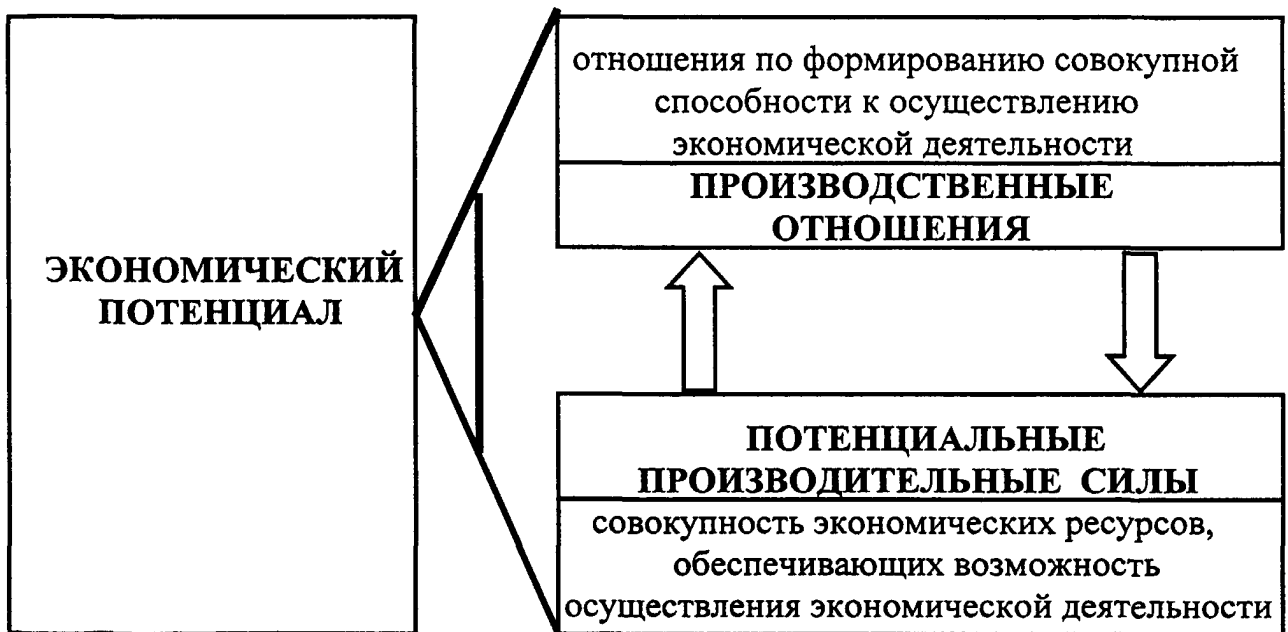 ЭКОНОМИЧЕСКИЙ
ПОТЕНЦИАЛ
отношения по формированию совокупной
способности к осуществлению
экономической деятельности
ПРОИЗВОДСТВЕННЫЕ
ОТНОШЕНИЯ
ПОТЕНЦИАЛЬНЫЕ
ПРОИЗВОДИТЕЛЬНЫЕ СИЛЫ
совокупность экономических ресурсов,
обеспечивающих возможность
осуществления экономической деятельности